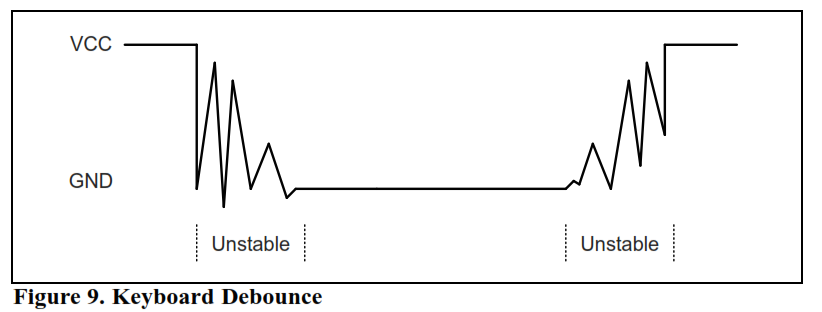 VCC
GND
Unstable
Unstable
Figure 9. Keyboard Debounce